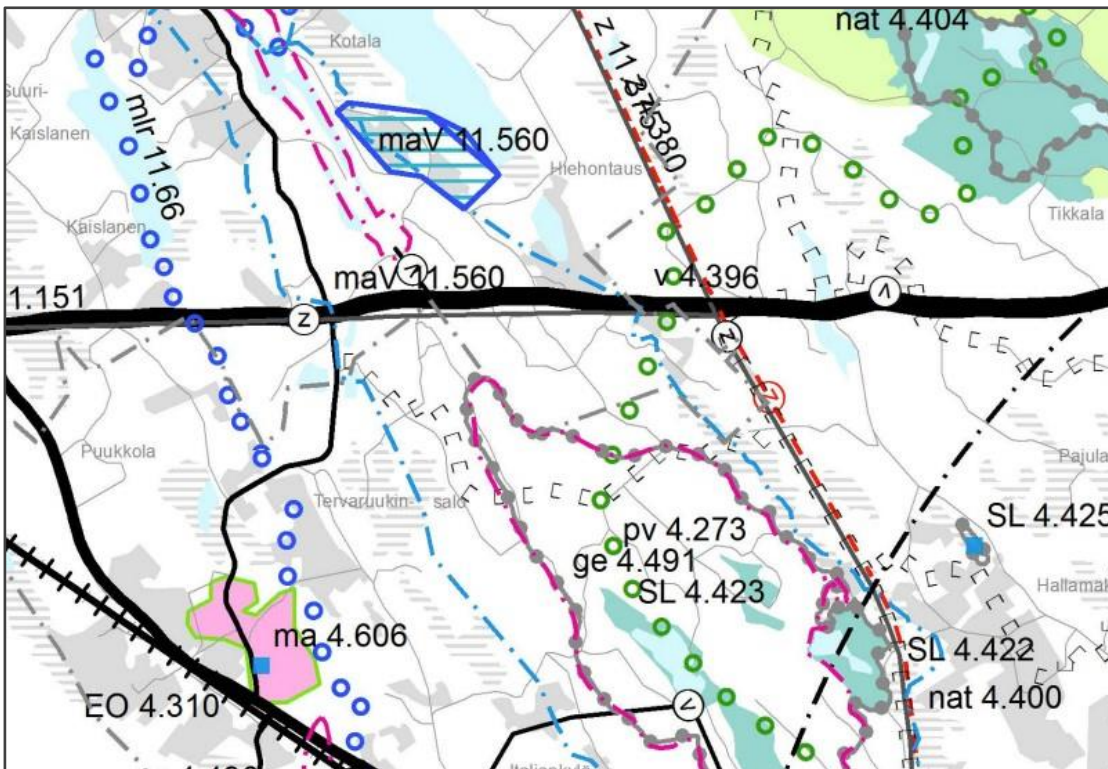 nat 4.404
Kotala
Suuri-
Kaislanen
mlr 11.66
maV 11.560
Hiehontaus
Kaislanen
Tikkala
maV 11.560
v 4.396
1.151
z
v
z
Puukkola
Pajula
Tervaruukin-
salo
SL 4.425
pv 4.273
ge 4.491
SL 4.423
ma 4.606
SL 4.422
EO 4.310
nat 4.400